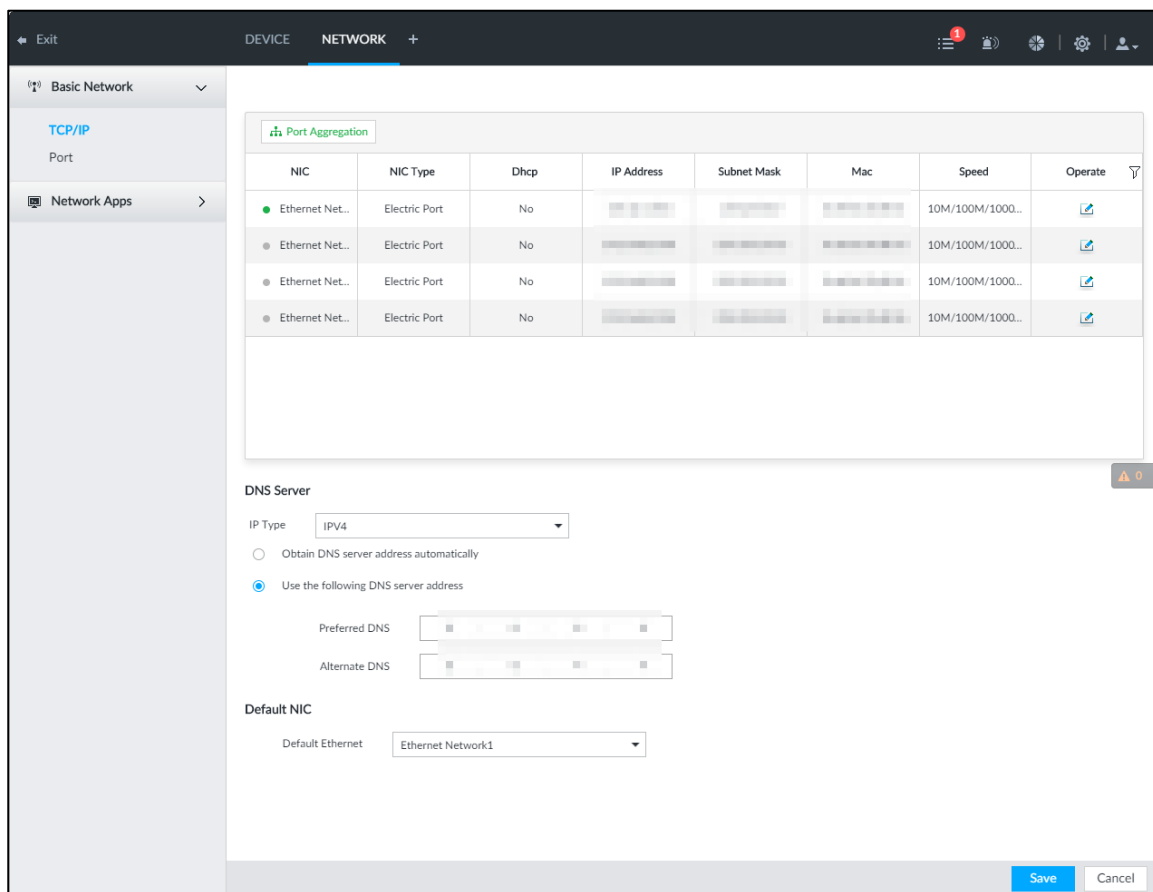 Exit DEVICE NETWORK + 1
Basic Network
TCP/IP
Port
Network Apps
Port Aggregation
NIC NIC Type Dhcp IP Address Subnet Mask Mac Speed Operate
Ethernet Net... Electric Port No 10M/100M/1000...
Ethernet Net... Electric Port No 10M/100M/1000...
Ethernet Net... Electric Port No 10M/100M/1000...
Ethernet Net... Electric Port No 10M/100M/1000...
0
DNS Server
IP Type IPV4
Obtain DNS server address automatically
Use the following DNS server address
Preferred DNS
Alternate DNS
Default NIC
Default Ethernet Ethernet Network1
Save Cancel